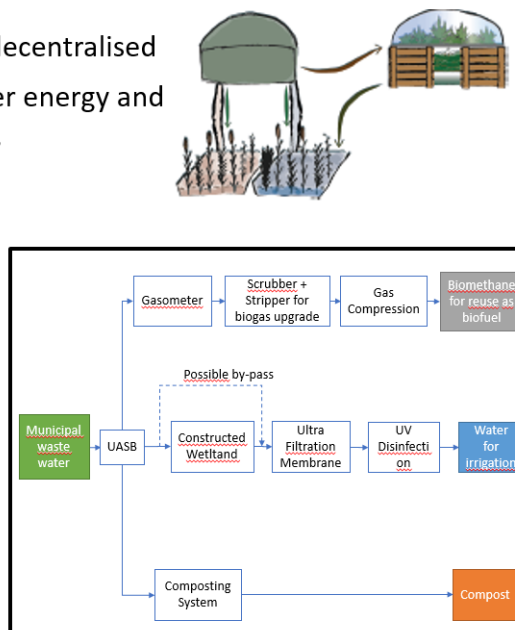 decentralised
er energy and
Gasometer
Scrubber +
Stripper for
biogas upgrade
Gas
Compression
Biomethane
for reuse as
biofuel
Possible by-pass
Municipal
waste
water
UASB
Constructed
Wetltand
Ultra
Filtration
Membrane
UV
Disinfecti
on
Water
for
irrigation
Composting
System
Compost